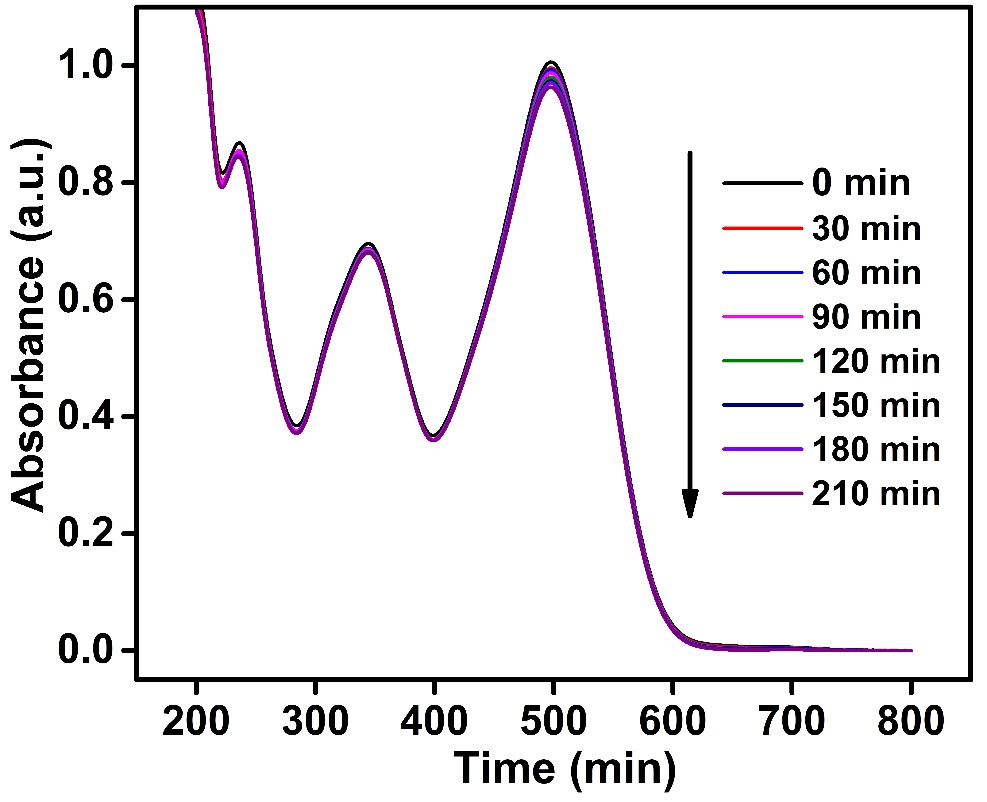 Absorbance (a.u.)
1.0
0.8
0.6
0.4
0.2
0.0
0 min
30 min
60 min
90 min
120 min
150 min
180 min
210 min
200 300 400 500 600 700 800
Time (min)